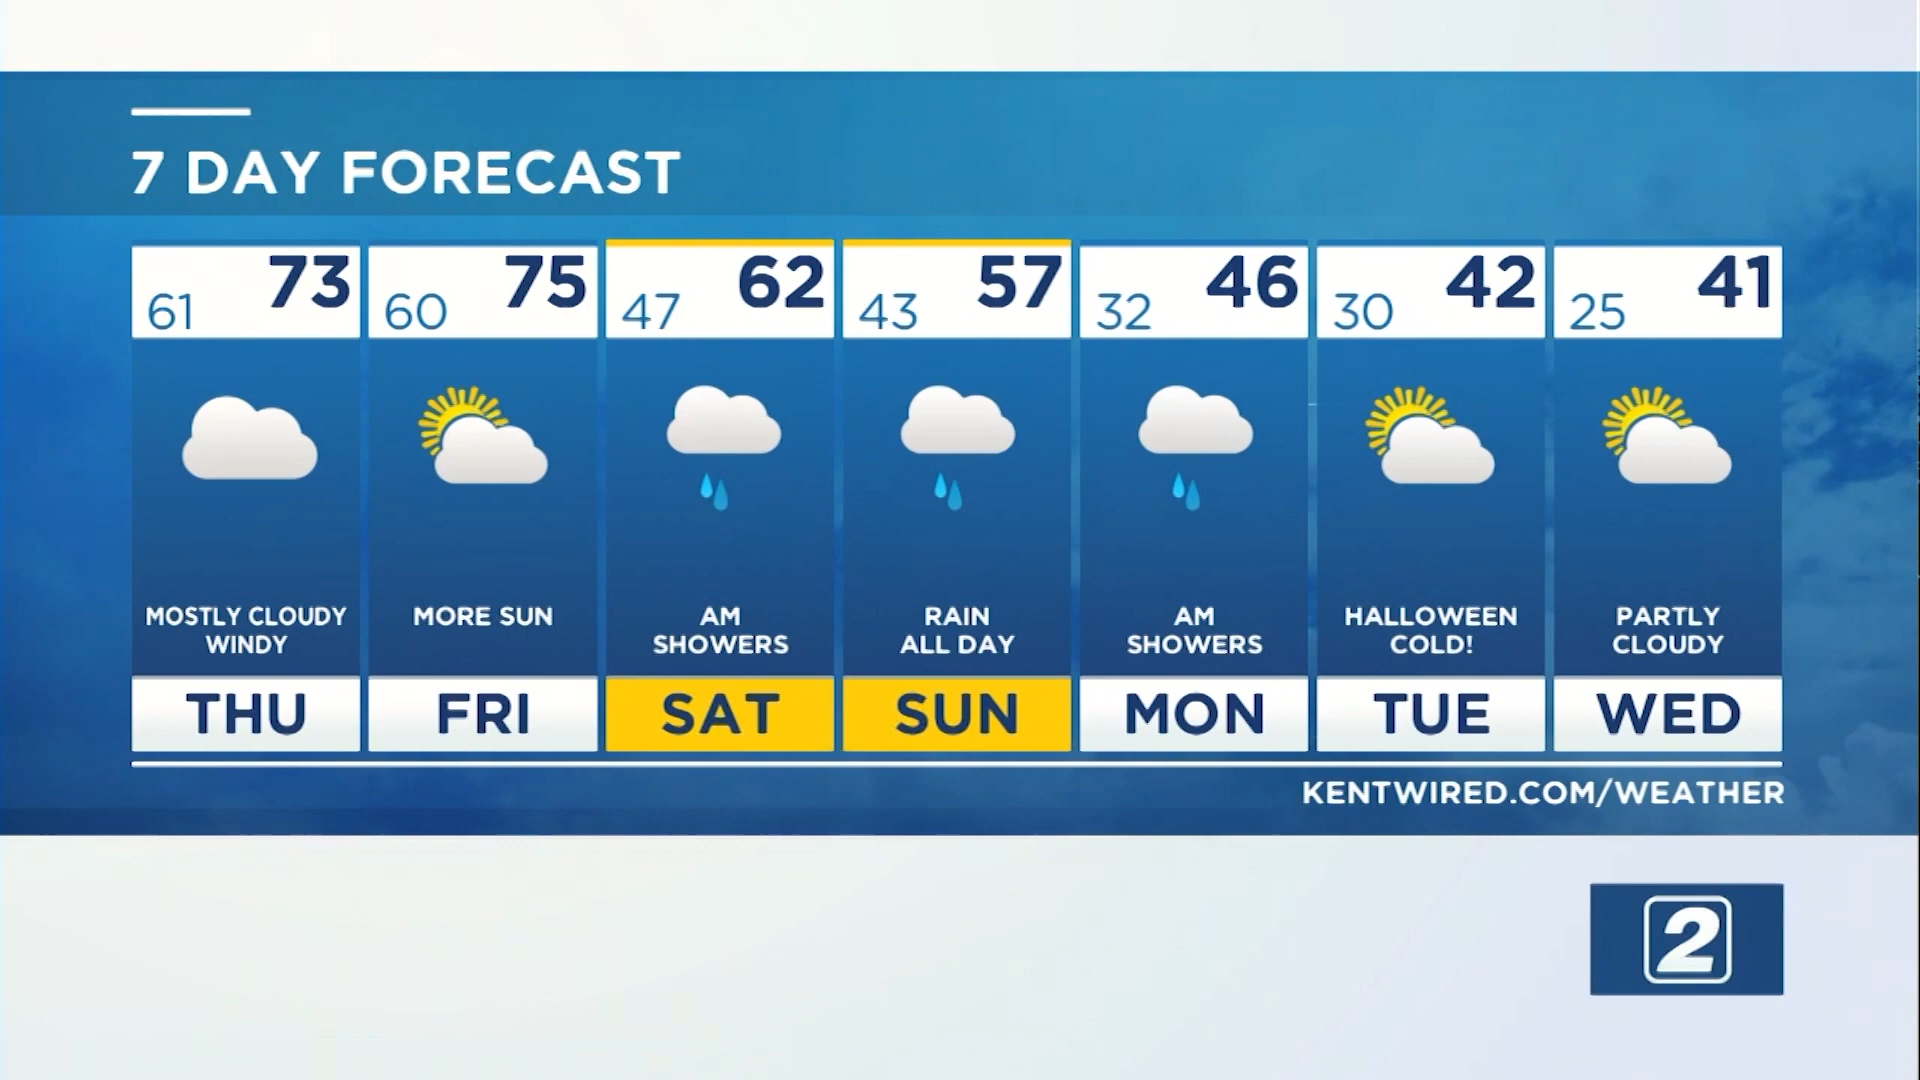 7 DAY FORECAST
61 73 60 75 47 62 43 57 32 46 30 42 25 41
MOSTLY CLOUDY
WINDY
MORE SUN
AM
SHOWERS
RAIN
ALL DAY
AM
SHOWERS
HALLOWEEN
COLD!
PARTLY
CLOUDY
THU FRI SAT SUN MON TUE WED
KENTWIRED.COM/WEATHER
2